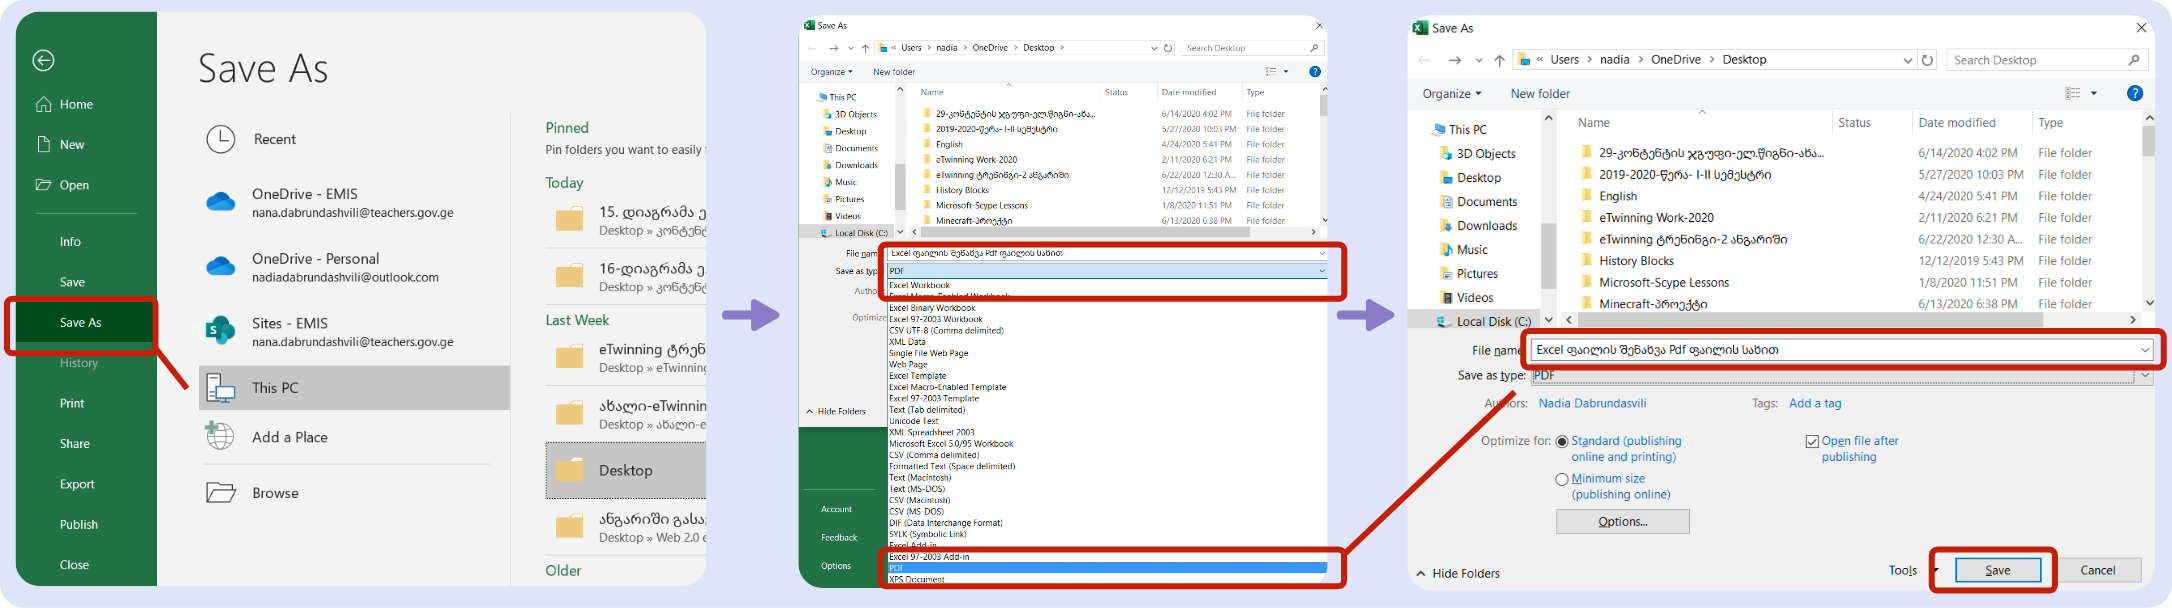 Save As
Home
New
Open
Info
Save
Save As
History
Print
Share
Export
Publish
Close
Recent
OneDrive - EMIS
nana.dabrundashvili@teachers.gov.ge
OneDrive - Personal
nadiadabrundashvili@outlook.com
Sites - EMIS
nana.dabrundashvili@teachers.gov.ge
This PC
Add a Place
Browse
Pinned
Pin folders you want to easily f
Today
15. დიაგრამა ე
Desktop » კონტენ
16-დიაგრამა ე.
Desktop » კონტენ
Last Week
eTwinning ტრენ
Desktop » eTwinning
ახალი-eTwinnin
Desktop » ახალი-e
Desktop
ანგარიში გასაგ
Desktop » Web 2.0 ი
Older
Save As
« Users > nadia > OneDrive > Desktop >
Search Desktop
Organize
New folder
Name Status Date modified Type
This PC
3D Objects
Desktop
Documents
Downloads
Music
Pictures
Videos
Local Disk (C:)
29-კონტენტის ჯგუფი-ელ.წიგნი-ახა... 6/14/2020 4:02 PM File folder
2019-2020-წერა- I-II სემესტრი 5/27/2020 10:03 PM File folder
English 4/24/2020 5:41 PM File folder
eTwinning Work-2020 2/11/2020 6:21 PM File folder
eTwinning ტრენინგი-2 ანგარიში 6/22/2020 12:30 A... File folder
History Blocks 12/12/2019 5:43 PM File folder
Microsoft-Scype Lessons 1/8/2020 11:51 PM File folder
Minecraft-პროექტი 6/13/2020 6:38 PM File folder
File name Excel ფაილის შენახვა Pdf ფაილის სახით
Save as typ PDF
Autho
Optimize
Excel Workbook
Excel Macro-Enabled Workbook
Excel Binary Workbook
Excel 97-2003 Workbook
CSV UTF-8 (Comma delimited)
XML Data
Single File Web Page
Web Page
Excel Template
Excel Macro-Enabled Template
Excel 97-2003 Template
Text (Tab delimited)
Unicode Text
XML Spreadsheet 2003
Microsoft Excel 5.0/95 Workbook
CSV (Comma delimited)
Formatted Text (Space delimited)
Text (Macintosh)
Text (MS-DOS)
CSV (Macintosh)
CSV (MS-DOS)
DIF (Data Interchange Format)
SYLK (Symbolic Link)
Excel Add-in
Excel 97-2003 Add-in
PDF
XPS Document
Hide Folders
Account
Feedback
Options
Save As
« Users > nadia > OneDrive > Desktop
Search Desktop
Organize
New folder
Name Status Date modified Type
This PC
3D Objects
Desktop
Documents
Downloads
Music
Pictures
Videos
Local Disk (C:)
29-კონტენტის ჯგუფი-ელ.წიგნი-ახა... 6/14/2020 4:02 PM File folder
2019-2020-წერა- I-II სემესტრი 5/27/2020 10:03 PM File folder
English 4/24/2020 5:41 PM File folder
eTwinning Work-2020 2/11/2020 6:21 PM File folder
eTwinning ტრენინგი-2 ანგარიში 6/22/2020 12:30 A... File folder
History Blocks 12/12/2019 5:43 PM File folder
Microsoft-Scype Lessons 1/8/2020 11:51 PM File folder
Minecraft-პროექტი 6/13/2020 6:38 PM File folder
File name Excel ფაილის შენახვა Pdf ფაილის სახით
Save as type: PDF
Authors: Nadia Dabrundasvili
Tags: Add a tag
Optimize for: Standard (publishing
online and printing)
Minimum size
(publishing online)
Open file after
publishing
Options...
Hide Folders
Tools
Save
Cancel